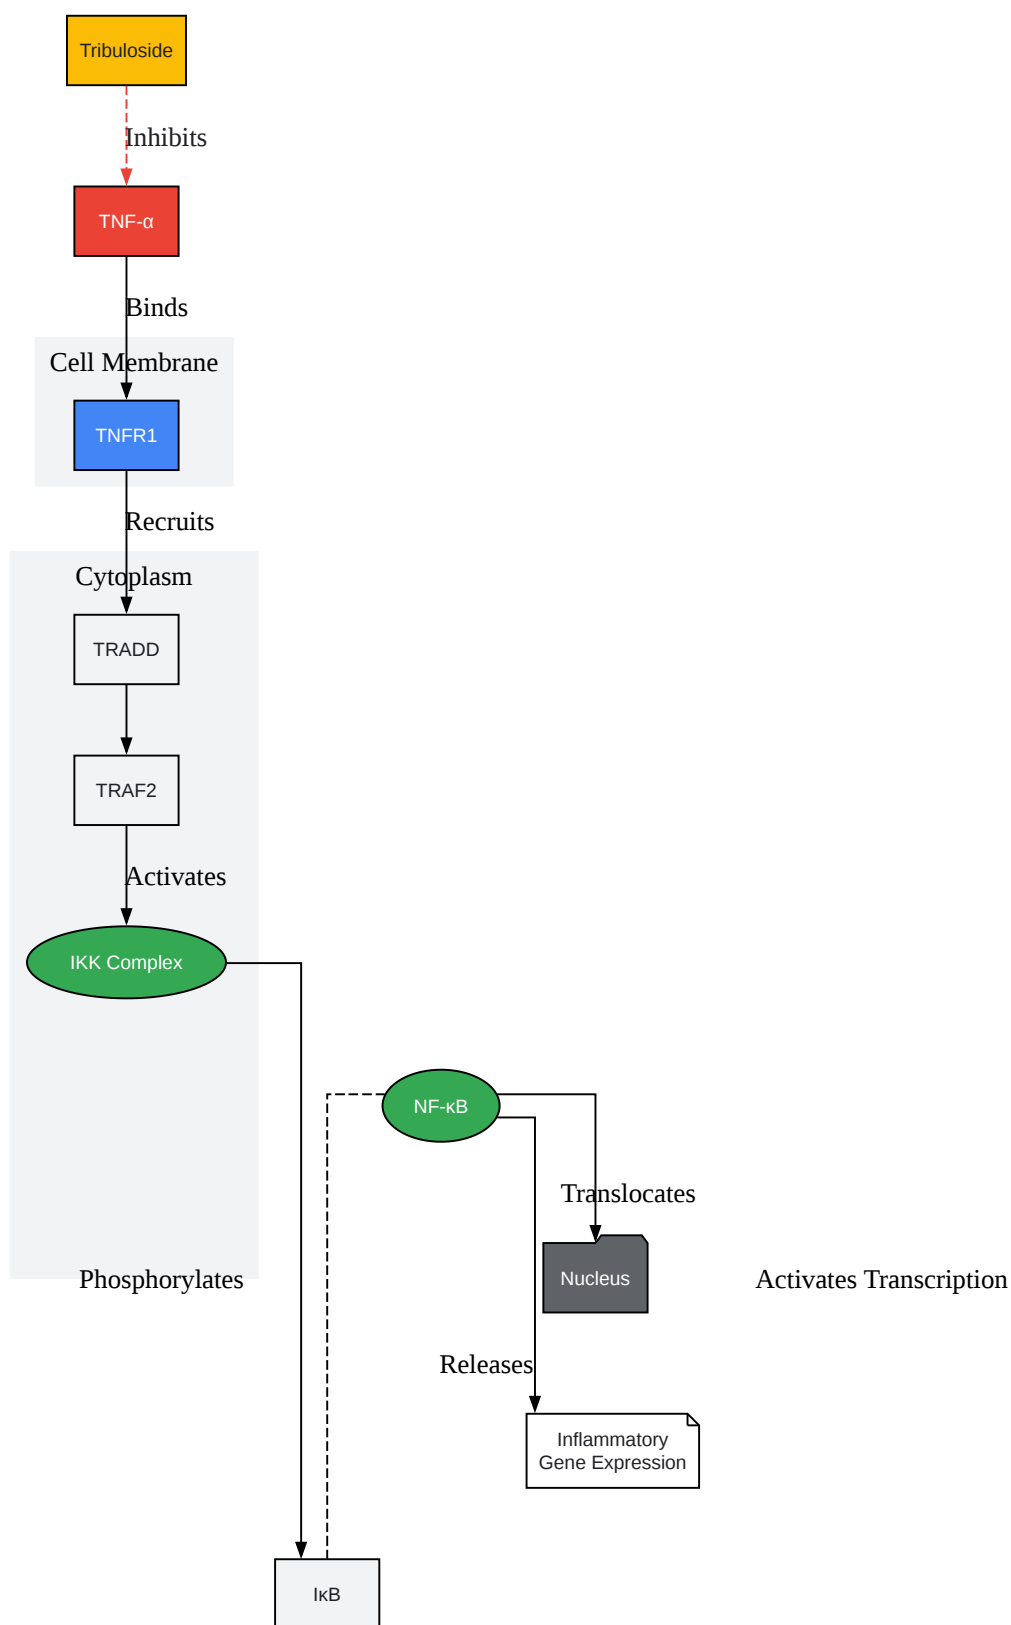 Tribuloside
Inhibits
TNF-α
Binds
Cell Membrane
TNFR1
Recruits
Cytoplasm
TRADD
TRAF2
Activates
IKK Complex
NF-κB
Translocates
Phosphorylates
Nucleus
Activates Transcription
Releases
Inflammatory
Gene Expression
IκB